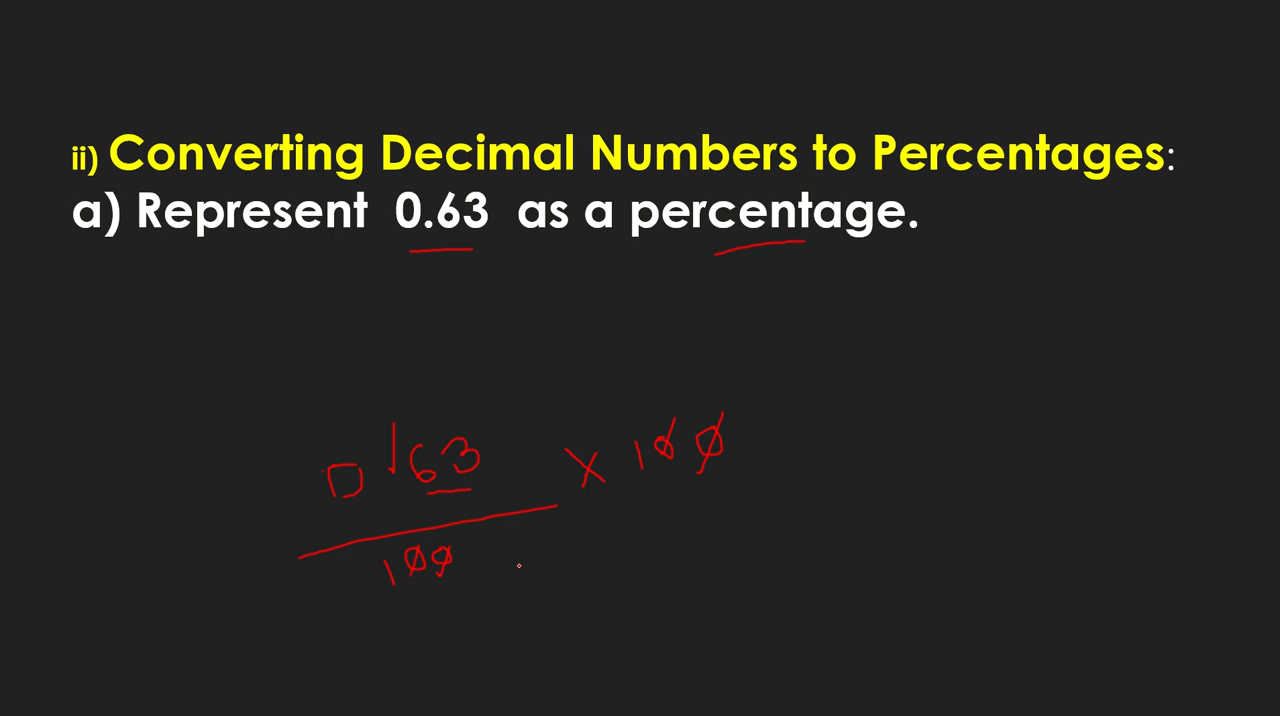 ii) Converting Decimal Numbers to Percentages:
a) Represent 0.63 as a percentage.
0 63 x 100
100